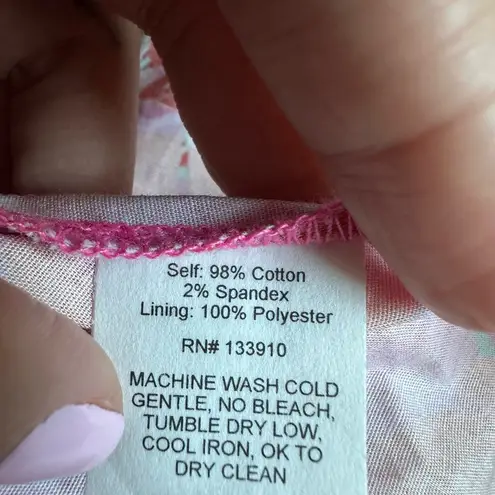 Self: 98% Cotton
2% Spandex
Lining: 100% Polyester
RN# 133910
MACHINE WASH COLD
GENTLE, NO BLEACH,
TUMBLE DRY LOW,
COOL IRON, OK TO
DRY CLEAN